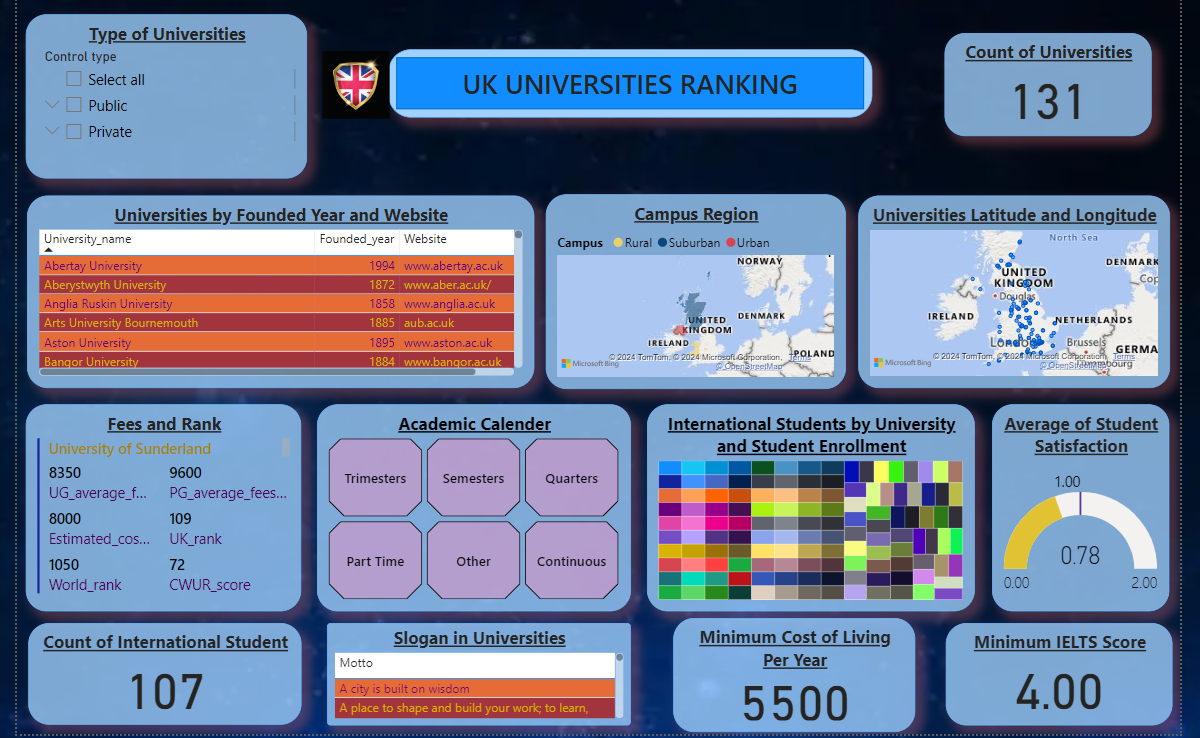 Type of Universities
Control type
Select all
Public
Private
UK UNIVERSITIES RANKING
Count of Universities
131
Universities by Founded Year and Website
University_name Founded_year Website
Abertay University 1994 www.abertay.ac.uk
Aberystwyth University 1872 www.aber.ac.uk/
Anglia Ruskin University 1858 www.anglia.ac.uk
Arts University Bournemouth 1885 aub.ac.uk
Aston University 1895 www.aston.ac.uk
Bangor University 1884 www.bangor.ac.uk
Campus Region
Campus Rural Suburban Urban
NORWAY
UNITED
KINGDOM
DENMARK
IRELAND
POLAND
Microsoft Bing
© 2024 TomTom, © 2024 Microsoft Corporation, Terms
© OpenStreetMap
Universities Latitude and Longitude
North Sea
DENMARK
UNITED
KINGDOM
Douglas
IRELAND
NETHERLANDS
London
Brussels
GERMA
Microsoft Bing
© 2024 TomTom, © 2024 Microsoft Corporation, Terms
© OpenStreetMap
Fees and Rank
University of Sunderland
8350 9600
UG_average_f... PG_average_fees...
8000 109
Estimated_cos... UK_rank
1050 72
World_rank CWUR_score
Academic Calender
Trimesters Semesters Quarters
Part Time Other Continuous
International Students by University
and Student Enrollment
Average of Student
Satisfaction
1.00
0.78
0.00 2.00
Count of International Student
107
Slogan in Universities
Motto
A city is built on wisdom
A place to shape and build your work; to learn,
Minimum Cost of Living
Per Year
5500
Minimum IELTS Score
4.00